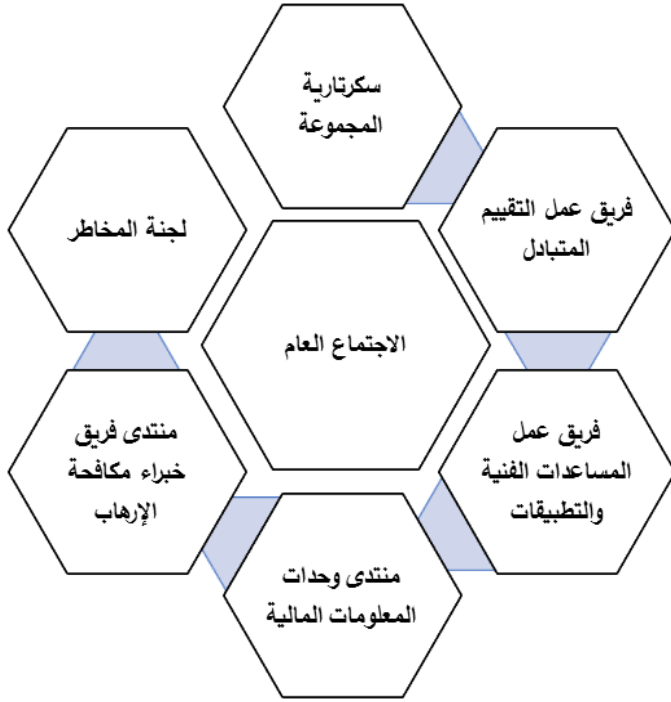 سكرتارية
المجموعة
فريق عمل التقييم
المتبادل
لجنة المخاطر
الاجتماع العام
فريق عمل
المساعدات الفنية
والتطبيقات
منتدى فريق
خبراء مكافحة
الإرهاب
منتدى وحدات
المعلومات المالية